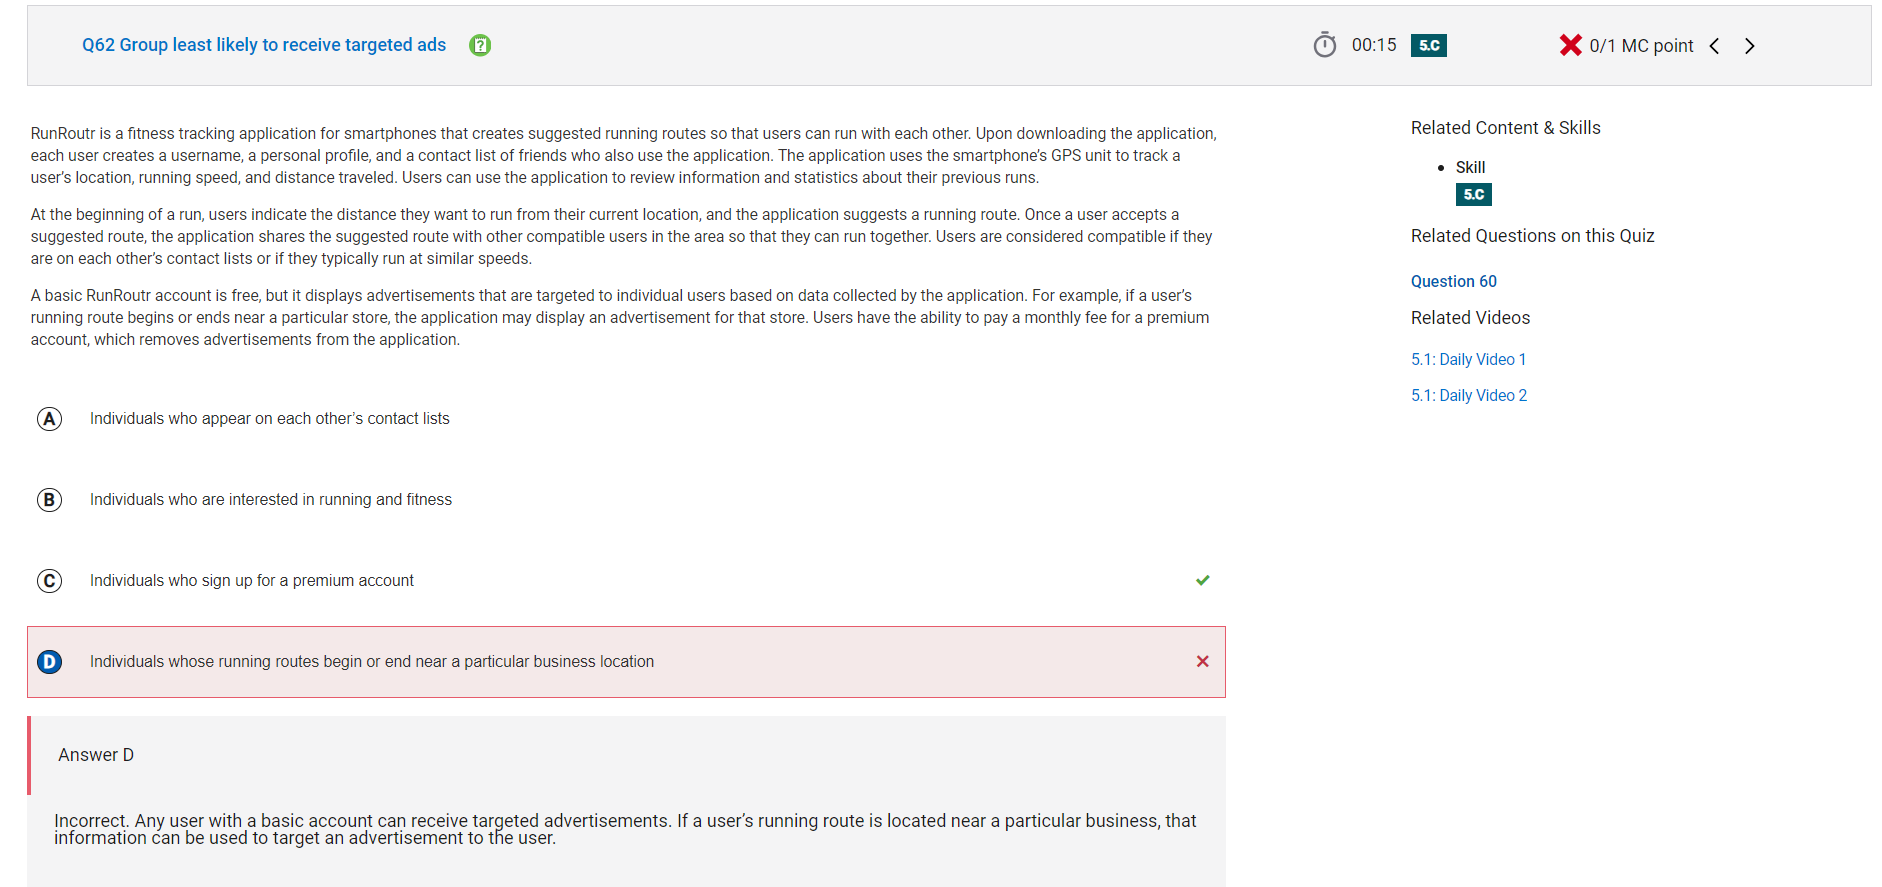 Q62 Group least likely to receive targeted ads
00:15
5.C
0/1 MC point
RunRoutr is a fitness tracking application for smartphones that creates suggested running routes so that users can run with each other. Upon downloading the application,
each user creates a username, a personal profile, and a contact list of friends who also use the application. The application uses the smartphone's GPS unit to track a
user's location, running speed, and distance traveled. Users can use the application to review information and statistics about their previous runs.
At the beginning of a run, users indicate the distance they want to run from their current location, and the application suggests a running route. Once a user accepts a
suggested route, the application shares the suggested route with other compatible users in the area so that they can run together. Users are considered compatible if they
are on each other's contact lists or if they typically run at similar speeds.
A basic RunRoutr account is free, but it displays advertisements that are targeted to individual users based on data collected by the application. For example, if a user's
running route begins or ends near a particular store, the application may display an advertisement for that store. Users have the ability to pay a monthly fee for a premium
account, which removes advertisements from the application.
A Individuals who appear on each other's contact lists
B Individuals who are interested in running and fitness
C Individuals who sign up for a premium account
D Individuals whose running routes begin or end near a particular business location
Answer D
Incorrect. Any user with a basic account can receive targeted advertisements. If a user's running route is located near a particular business, that
information can be used to target an advertisement to the user.
Related Content & Skills
Skill
5.C
Related Questions on this Quiz
Question 60
Related Videos
5.1: Daily Video 1
5.1: Daily Video 2